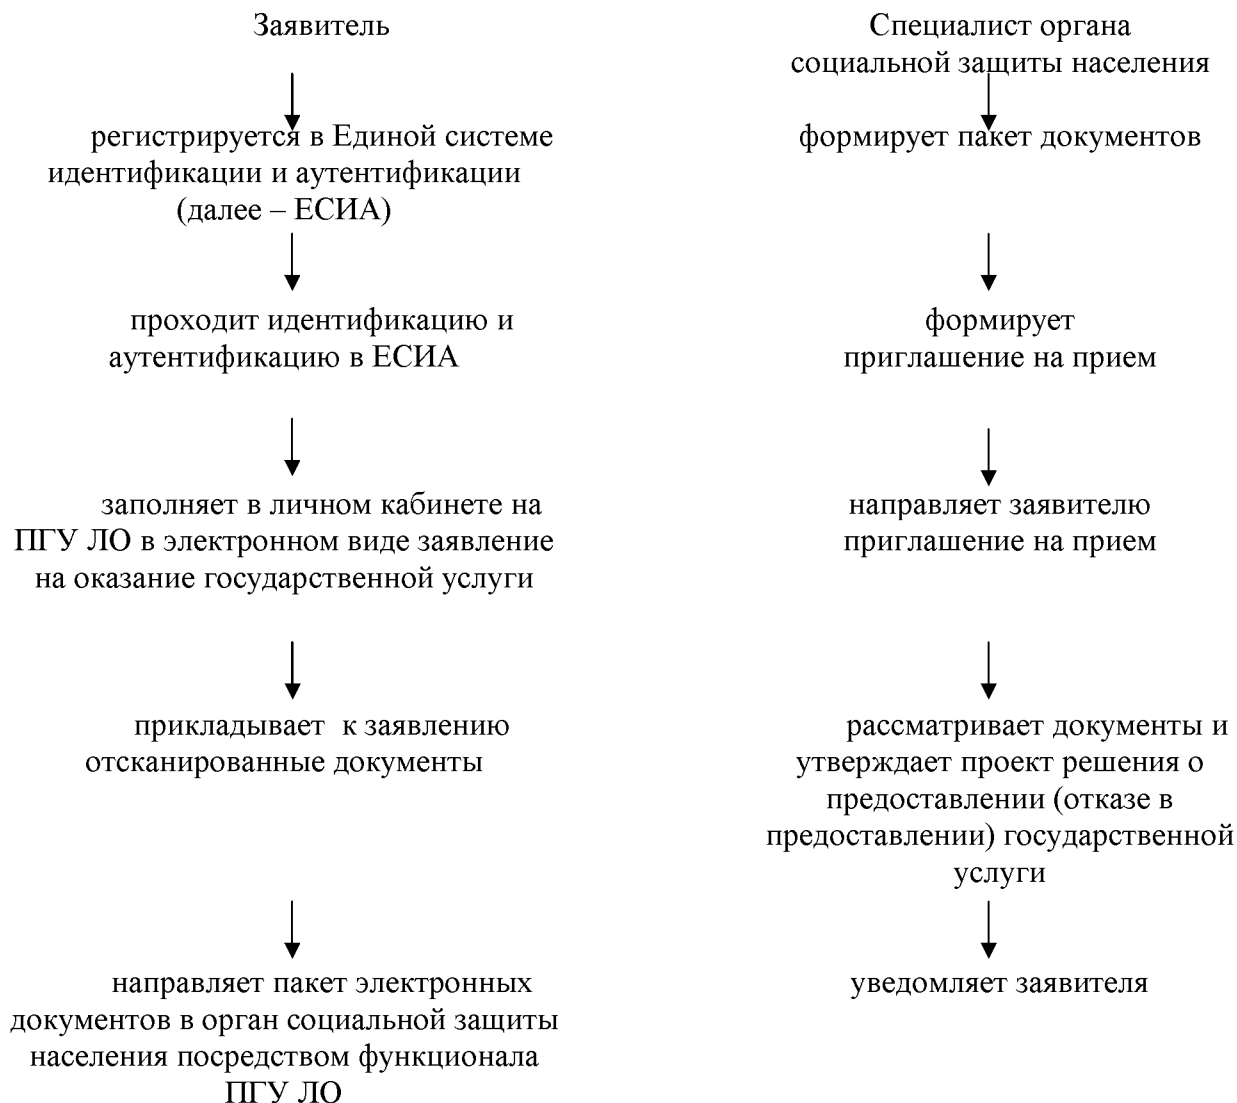 Заявитель
регистрируется в Единой системе
идентификации и аутентификации
(далее – ЕСИА)
проходит идентификацию и
аутентификацию в ЕСИА
заполняет в личном кабинете на
ПГУ ЛО в электронном виде заявление
на оказание государственной услуги
прикладывает к заявлению
отсканированные документы
направляет пакет электронных
документов в орган социальной защиты
населения посредством функционала
ПГУ ЛО
Специалист органа
социальной защиты населения
формирует пакет документов
формирует
приглашение на прием
направляет заявителю
приглашение на прием
рассматривает документы и
утверждает проект решения о
предоставлении (отказе в
предоставлении) государственной
услуги
уведомляет заявителя